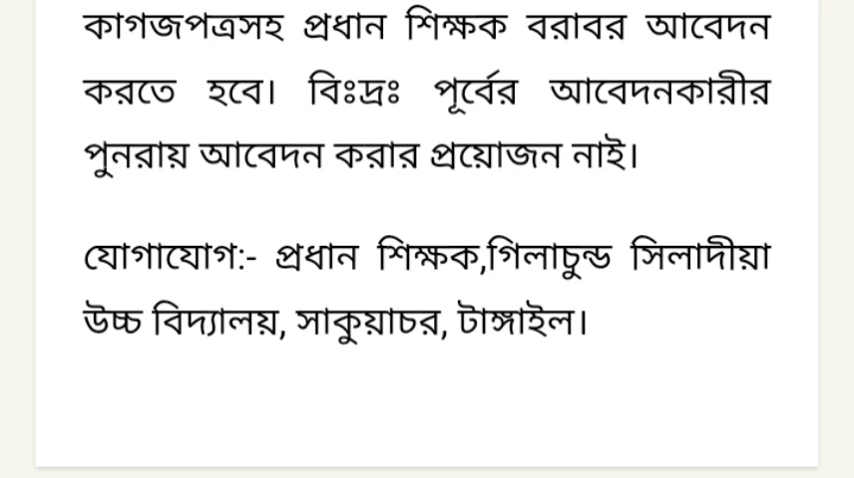 কাগজপত্রসহ প্রধান শিক্ষক বরাবর আবেদন
করতে হবে। বিঃদ্রঃ পূর্বের আবেদনকারীর
পুনরায় আবেদন করার প্রয়োজন নাই।
যোগাযোগ:- প্রধান শিক্ষক,গিলাচুন্ড সিলাদীয়া
উচ্চ বিদ্যালয়, সাকুয়াচর, টাঙ্গাইল।